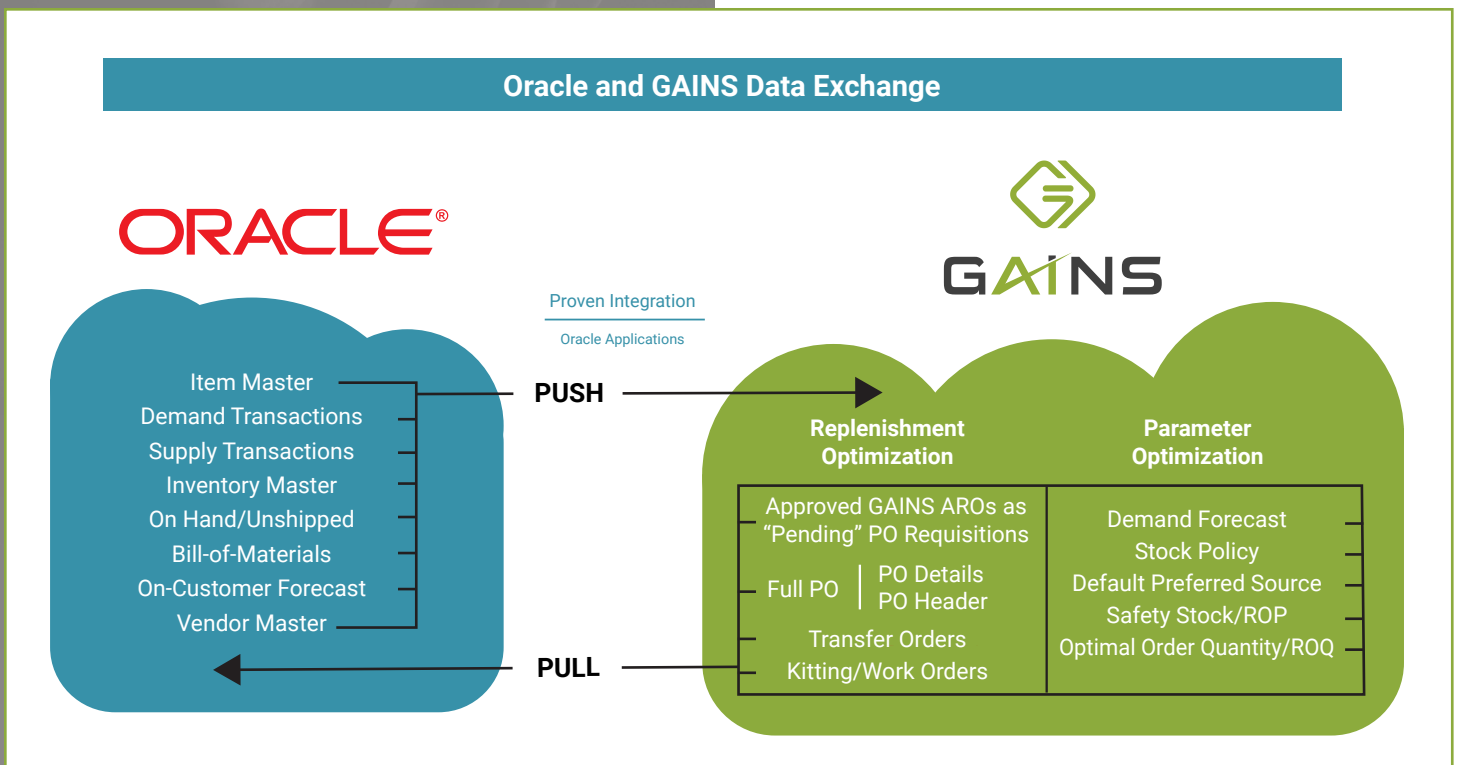 Oracle and GAINS Data Exchange
ORACLE®
GAINS
Proven Integration
Oracle Applications
Item Master
Demand Transactions
Supply Transactions
Inventory Master
On Hand/Unshipped
Bill-of-Materials
On-Customer Forecast
Vendor Master
PUSH
PULL
Replenishment
Optimization
Approved GAINS AROs as
“Pending” PO Requisitions
Full PO
PO Details
PO Header
Transfer Orders
Kitting/Work Orders
Parameter
Optimization
Demand Forecast
Stock Policy
Default Preferred Source
Safety Stock/ROP
Optimal Order Quantity/ROQ